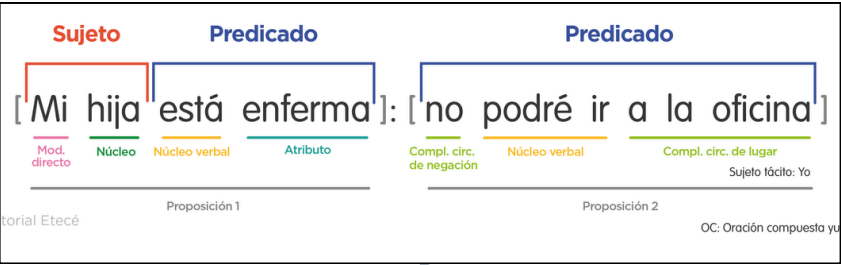 Sujeto Predicado Predicado
[Mi hija está enferma]: [no podré ir a la oficina]
Mod. directo Núcleo Núcleo verbal Atributo Compl. circ. de negación Núcleo verbal Compl. circ. de lugar
Sujeto tácito: Yo
Proposición 1 Proposición 2
torial Etecé
OC: Oración compuesta yu